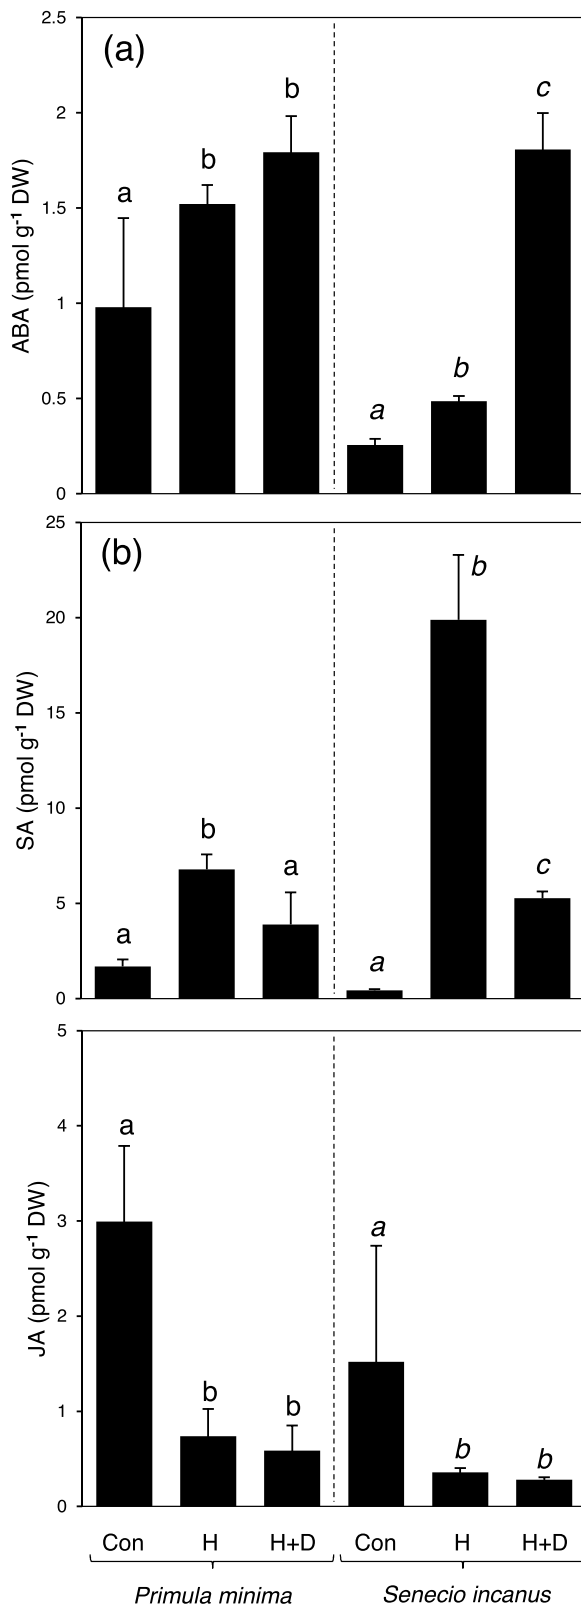 2.5
(a)
b
c
2
b
a
ABA (pmol g⁻¹ DW)
1.5
1
b
a
0.5
0
25
(b)
b
20
15
SA (pmol g⁻¹ DW)
10
b
a
c
5
a
a
0
5
a
4
a
3
JA (pmol g⁻¹ DW)
2
b
b
1
b
b
0
Con H H+D Con H H+D
Primula minima Senecio incanus